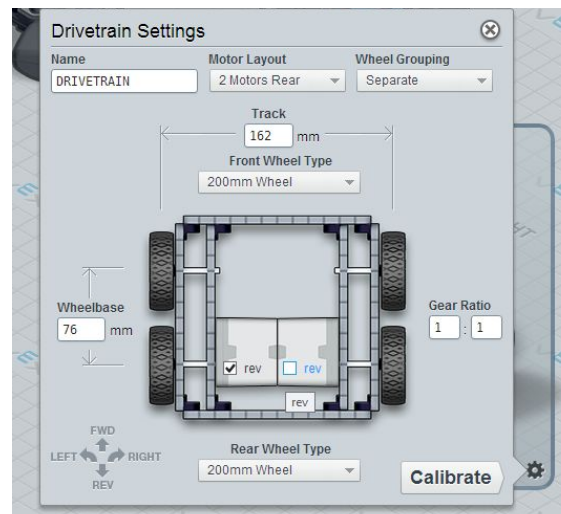 Drivetrain Settings
Name Motor Layout Wheel Grouping
DRIVETRAIN 2 Motors Rear Separate
Track
162 mm
Front Wheel Type
200mm Wheel
Wheelbase
76 mm
Gear Ratio
1 : 1
rev rev
rev
FWD
LEFT RIGHT
REV
Rear Wheel Type
200mm Wheel
Calibrate